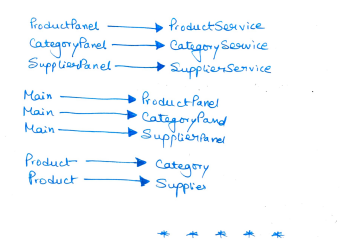 ProductPanel → ProductService
CategoryPanel → CategoryService
SupplierPanel → SupplierService
Main → ProductPanel
Main → CategoryPanel
Main → SupplierPanel
Product → Category
Product → Supplier
* * * * *